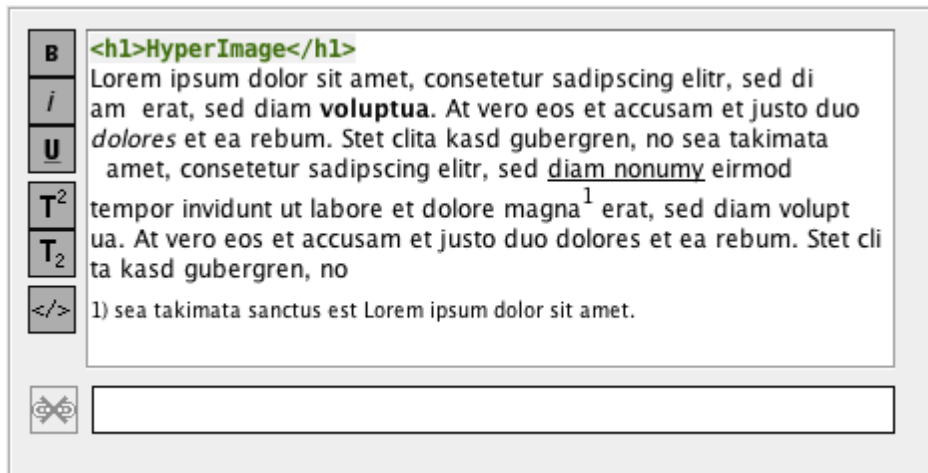 B
<h1>HyperImage</h1>
Lorem ipsum dolor sit amet, consetetur sadipscing elitr, sed di
i
am erat, sed diam voluptua. At vero eos et accusam et justo duo
dolores et ea rebum. Stet clita kasd gubergren, no sea takimata
U
amet, consetetur sadipscing elitr, sed diam nonumy eirmod
T²
tempor invidunt ut labore et dolore magna¹ erat, sed diam volupt
ua. At vero eos et accusam et justo duo dolores et ea rebum. Stet cli
T₂
ta kasd gubergren, no
</>
1) sea takimata sanctus est Lorem ipsum dolor sit amet.